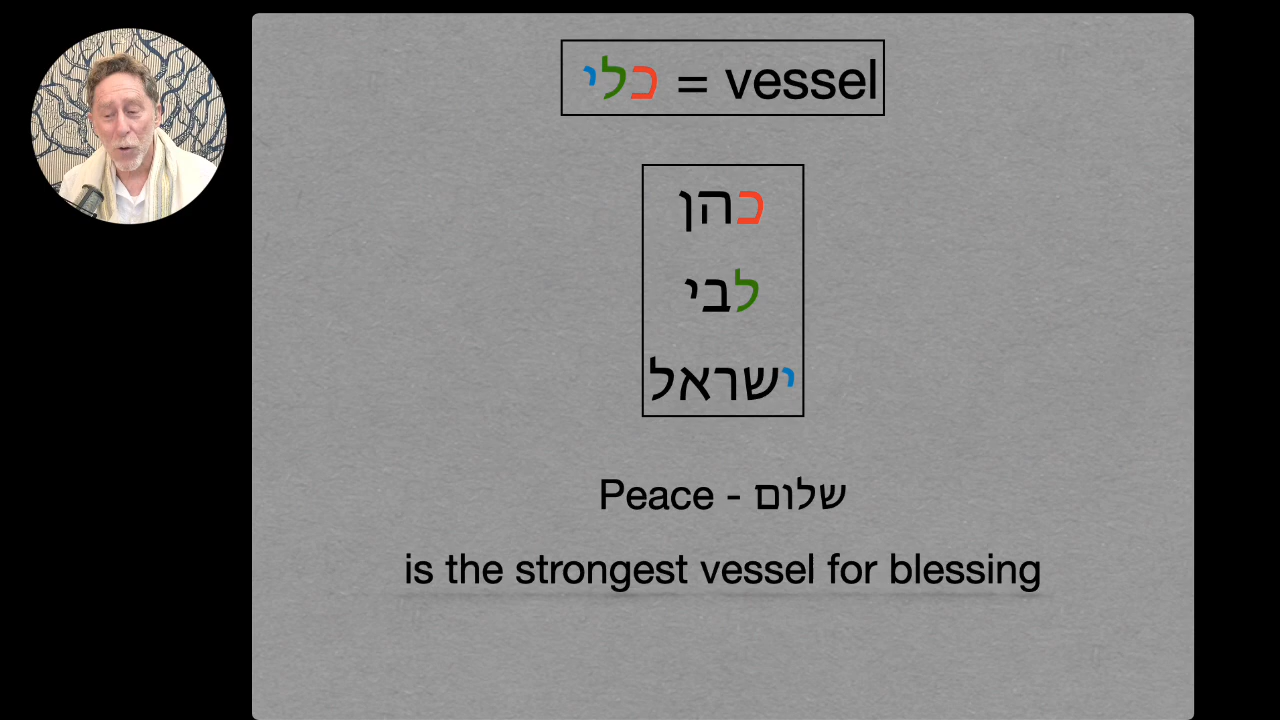 כלי = vessel
כהן
לבי
ישראל
Peace - שלום
is the strongest vessel for blessing